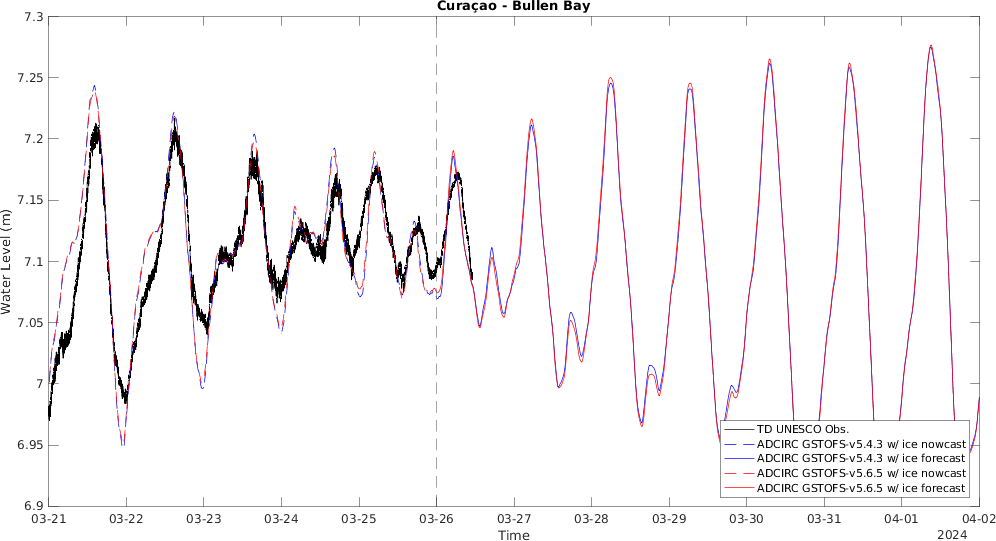 Curaçao - Bullen Bay
7.3
7.25
7.2
7.15
7.1
7.05
7
6.95
6.9
Water Level (m)
03-21
03-22
03-23
03-24
03-25
03-26
03-27
03-28
03-29
03-30
03-31
04-01
04-02
Time
2024
TD UNESCO Obs.
ADCIRC GSTOFS-v5.4.3 w/ ice nowcast
ADCIRC GSTOFS-v5.4.3 w/ ice forecast
ADCIRC GSTOFS-v5.6.5 w/ ice nowcast
ADCIRC GSTOFS-v5.6.5 w/ ice forecast